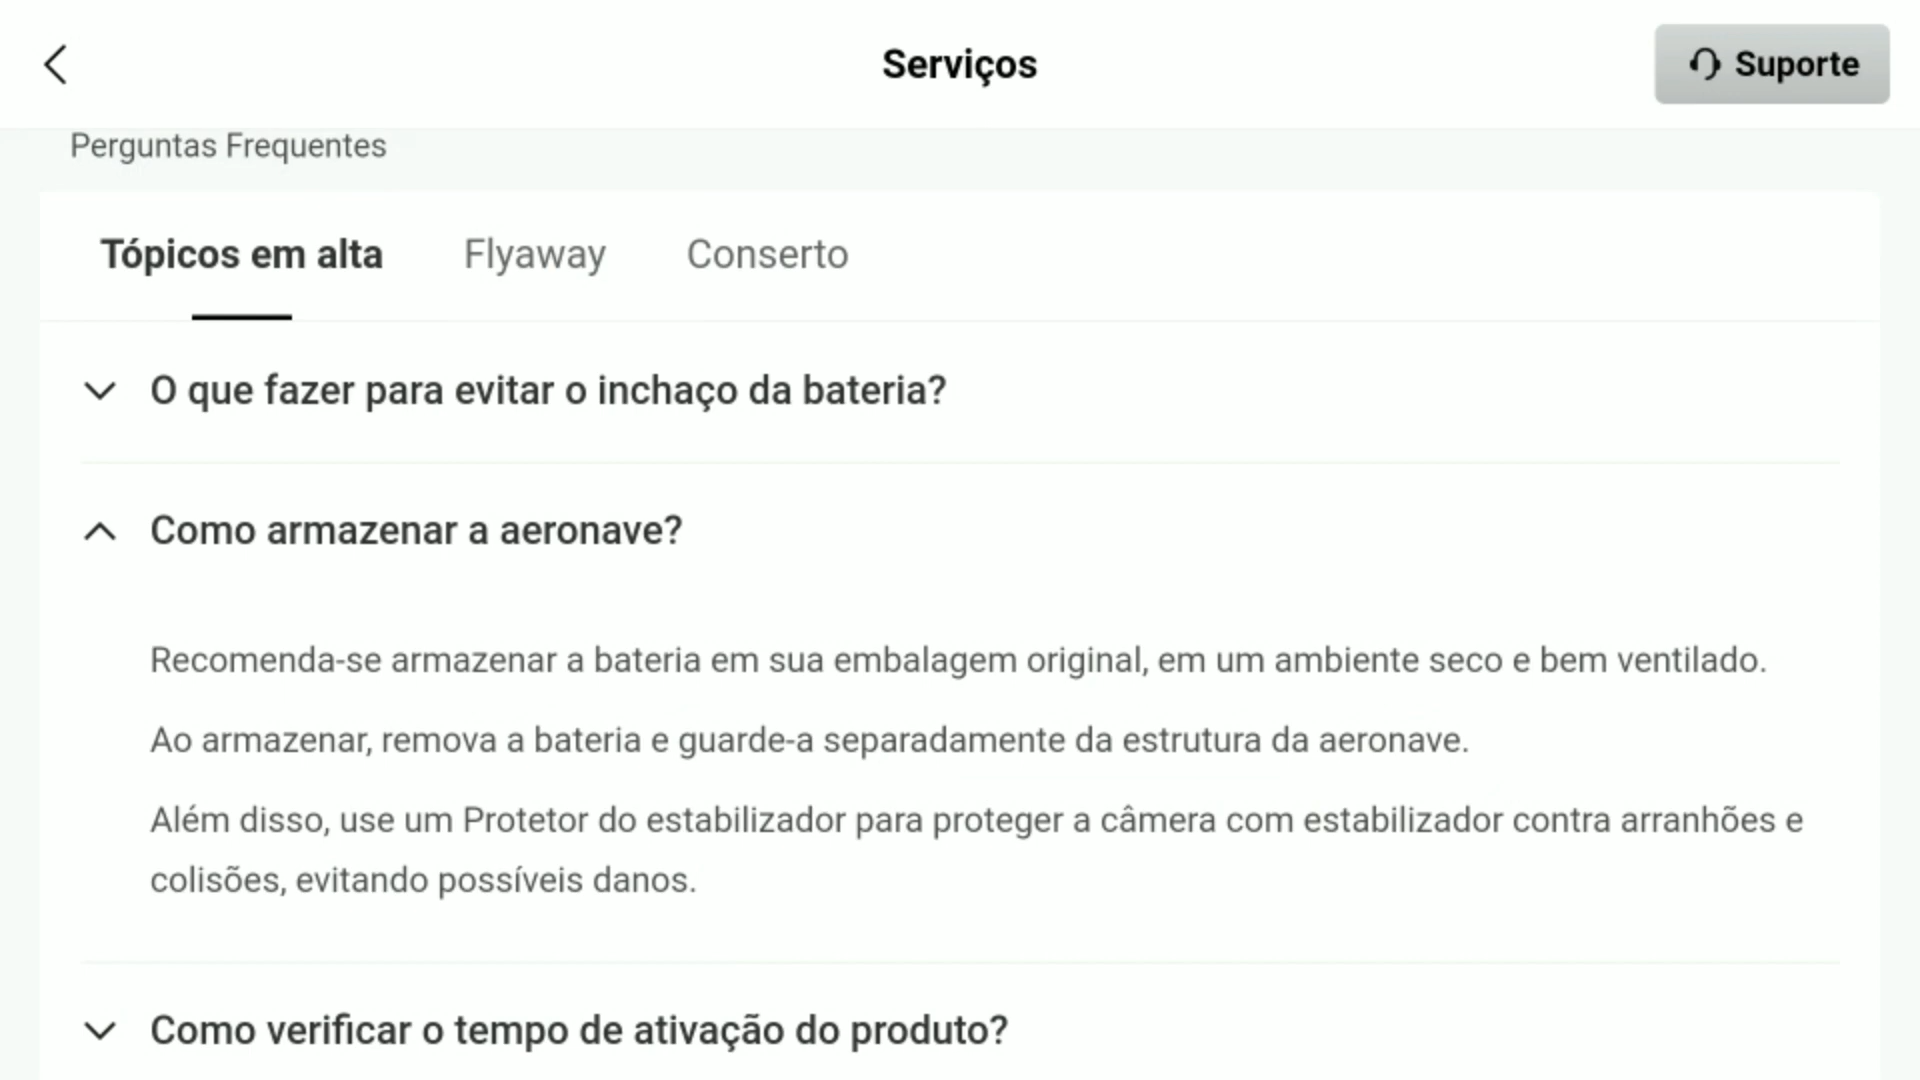 Serviços
Suporte
Perguntas Frequentes
Tópicos em alta
Flyaway
Conserto
O que fazer para evitar o inchaço da bateria?
Como armazenar a aeronave?
Recomenda-se armazenar a bateria em sua embalagem original, em um ambiente seco e bem ventilado.
Ao armazenar, remova a bateria e guarde-a separadamente da estrutura da aeronave.
Além disso, use um Protetor do estabilizador para proteger a câmera com estabilizador contra arranhões e
colisões, evitando possíveis danos.
Como verificar o tempo de ativação do produto?